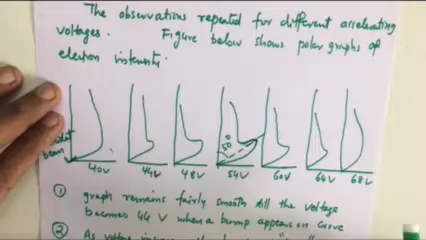 The observations repeated for different accelerating
voltages. Figure below shows polar graphs of
electron intensity.
beam
50°
40V 44V 48V 54V 60V 64V 68V
① graph remains fairly smooth till the voltage
becomes 44 V when a bump appears in curve
② As voltage